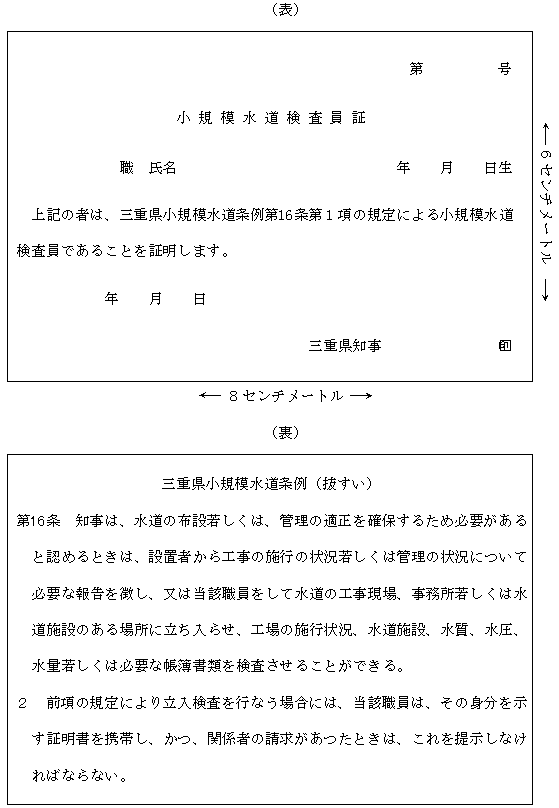 （表）
第　　　　　号
小規模水道検査員証
職　氏名　　　　　　　　　　　　　　　年　　月　　日生
上記の者は、三重県小規模水道条例第16条第１項の規定による小規模水道
検査員であることを証明します。
年　　月　　日
三重県知事　　　　　　　　印
６センチメートル
８センチメートル
（裏）
三重県小規模水道条例（抜すい）
第16条　知事は、水道の布設若しくは、管理の適正を確保するため必要がある
と認めるときは、設置者から工事の施行の状況若しくは管理の状況について
必要な報告を徴し、又は当該職員をして水道の工事現場、事務所若しくは水
道施設のある場所に立ち入らせ、工場の施行状況、水道施設、水質、水圧、
水量若しくは必要な帳簿書類を検査させることができる。
２　前項の規定により立入検査を行なう場合には、当該職員は、その身分を示
す証明書を携帯し、かつ、関係者の請求があつたときは、これを提示しなけ
ればならない。